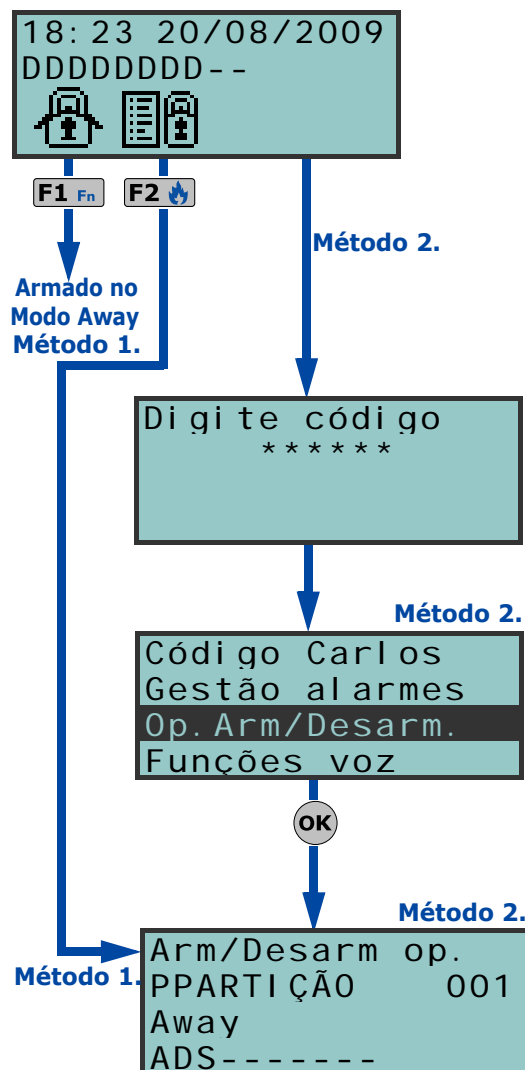 18:23 20/08/2009
DDDDDDDD--
F1 Fn
F2
Método 2.
Armado no
Modo Away
Método 1.
Digite código
******
Método 2.
Código Carlos
Gestão alarmes
Op.Arm/Desarm.
Funções voz
OK
Método 2.
Método 1.
Arm/Desarm op.
PPARTIÇÃO 001
Away
ADS-------